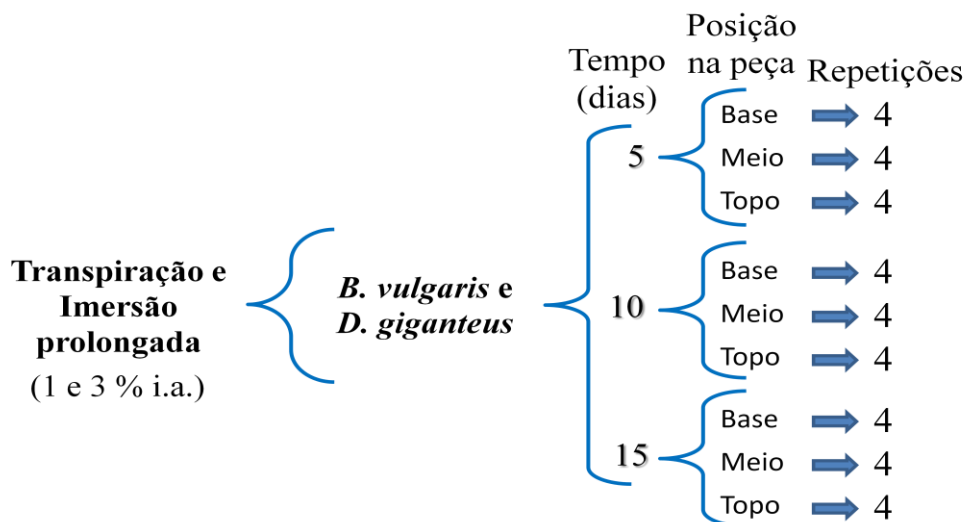 Transpiração e
Imersão
prolongada
(1 e 3 % i.a.)
B. vulgaris e
D. giganteus
Tempo
(dias)
Posição
na peça
Repetições
5
Base
4
Meio
4
Topo
4
10
Base
4
Meio
4
Topo
4
15
Base
4
Meio
4
Topo
4